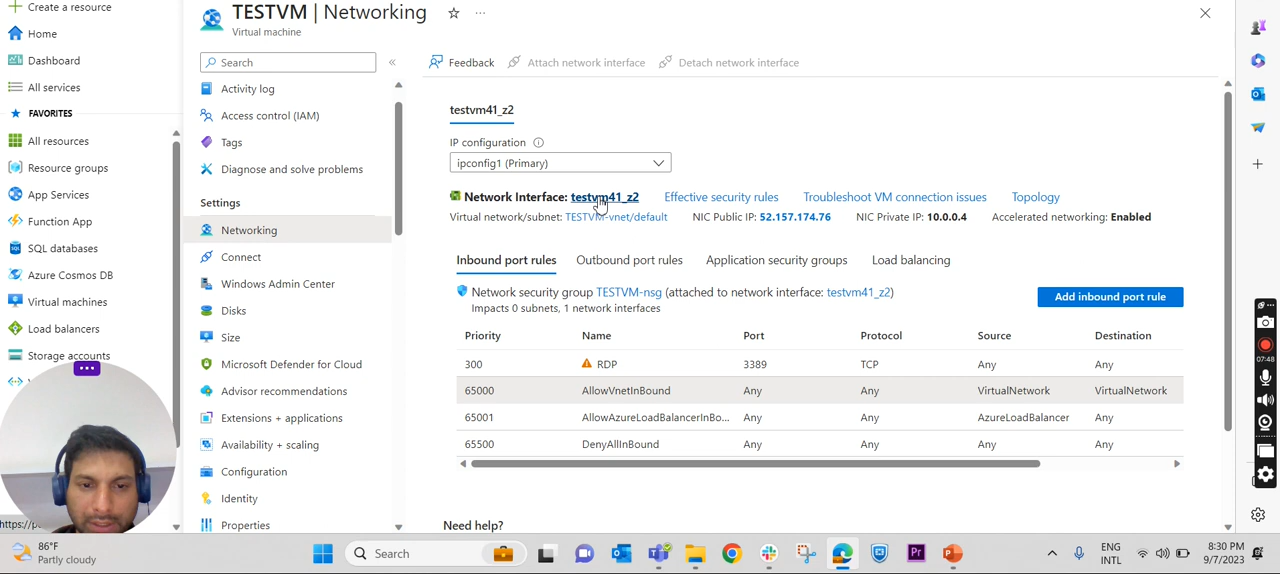 Create a resource
Home
Dashboard
All services
FAVORITES
All resources
Resource groups
App Services
Function App
SQL databases
Azure Cosmos DB
Virtual machines
Load balancers
Storage accounts
TESTVM | Networking
Virtual machine
Search
Activity log
Access control (IAM)
Tags
Diagnose and solve problems
Settings
Networking
Connect
Windows Admin Center
Disks
Size
Microsoft Defender for Cloud
Advisor recommendations
Extensions + applications
Availability + scaling
Configuration
Identity
Properties
Feedback Attach network interface Detach network interface
testvm41_z2
IP configuration
ipconfig1 (Primary)
Network Interface: testvm41_z2 Effective security rules Troubleshoot VM connection issues Topology
Virtual network/subnet: TESTVM-vnet/default NIC Public IP: 52.157.174.76 NIC Private IP: 10.0.0.4 Accelerated networking: Enabled
Inbound port rules Outbound port rules Application security groups Load balancing
Network security group TESTVM-nsg (attached to network interface: testvm41_z2)
Impacts 0 subnets, 1 network interfaces
Add inbound port rule
Priority Name Port Protocol Source Destination
300 RDP 3389 TCP Any Any
65000 AllowVnetInBound Any Any VirtualNetwork VirtualNetwork
65001 AllowAzureLoadBalancerInBo... Any Any AzureLoadBalancer Any
65500 DenyAllInBound Any Any Any Any
Need help?
07:48
86°F
Partly cloudy
Search
Pr
ENG
INTL
8:30 PM
9/7/2023